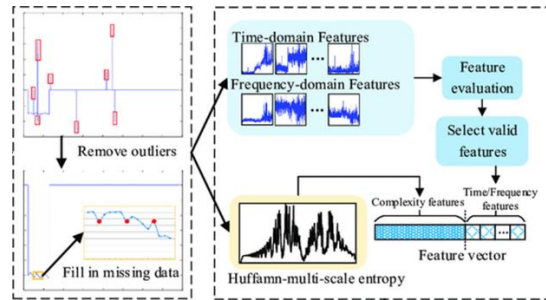 Remove outliers
Fill in missing data
Time-domain Features
...
Frequency-domain Features
...
Feature
evaluation
Select valid
features
Complexity features
Time/Frequency
features
...
Feature vector
Huffamn-multi-scale entropy